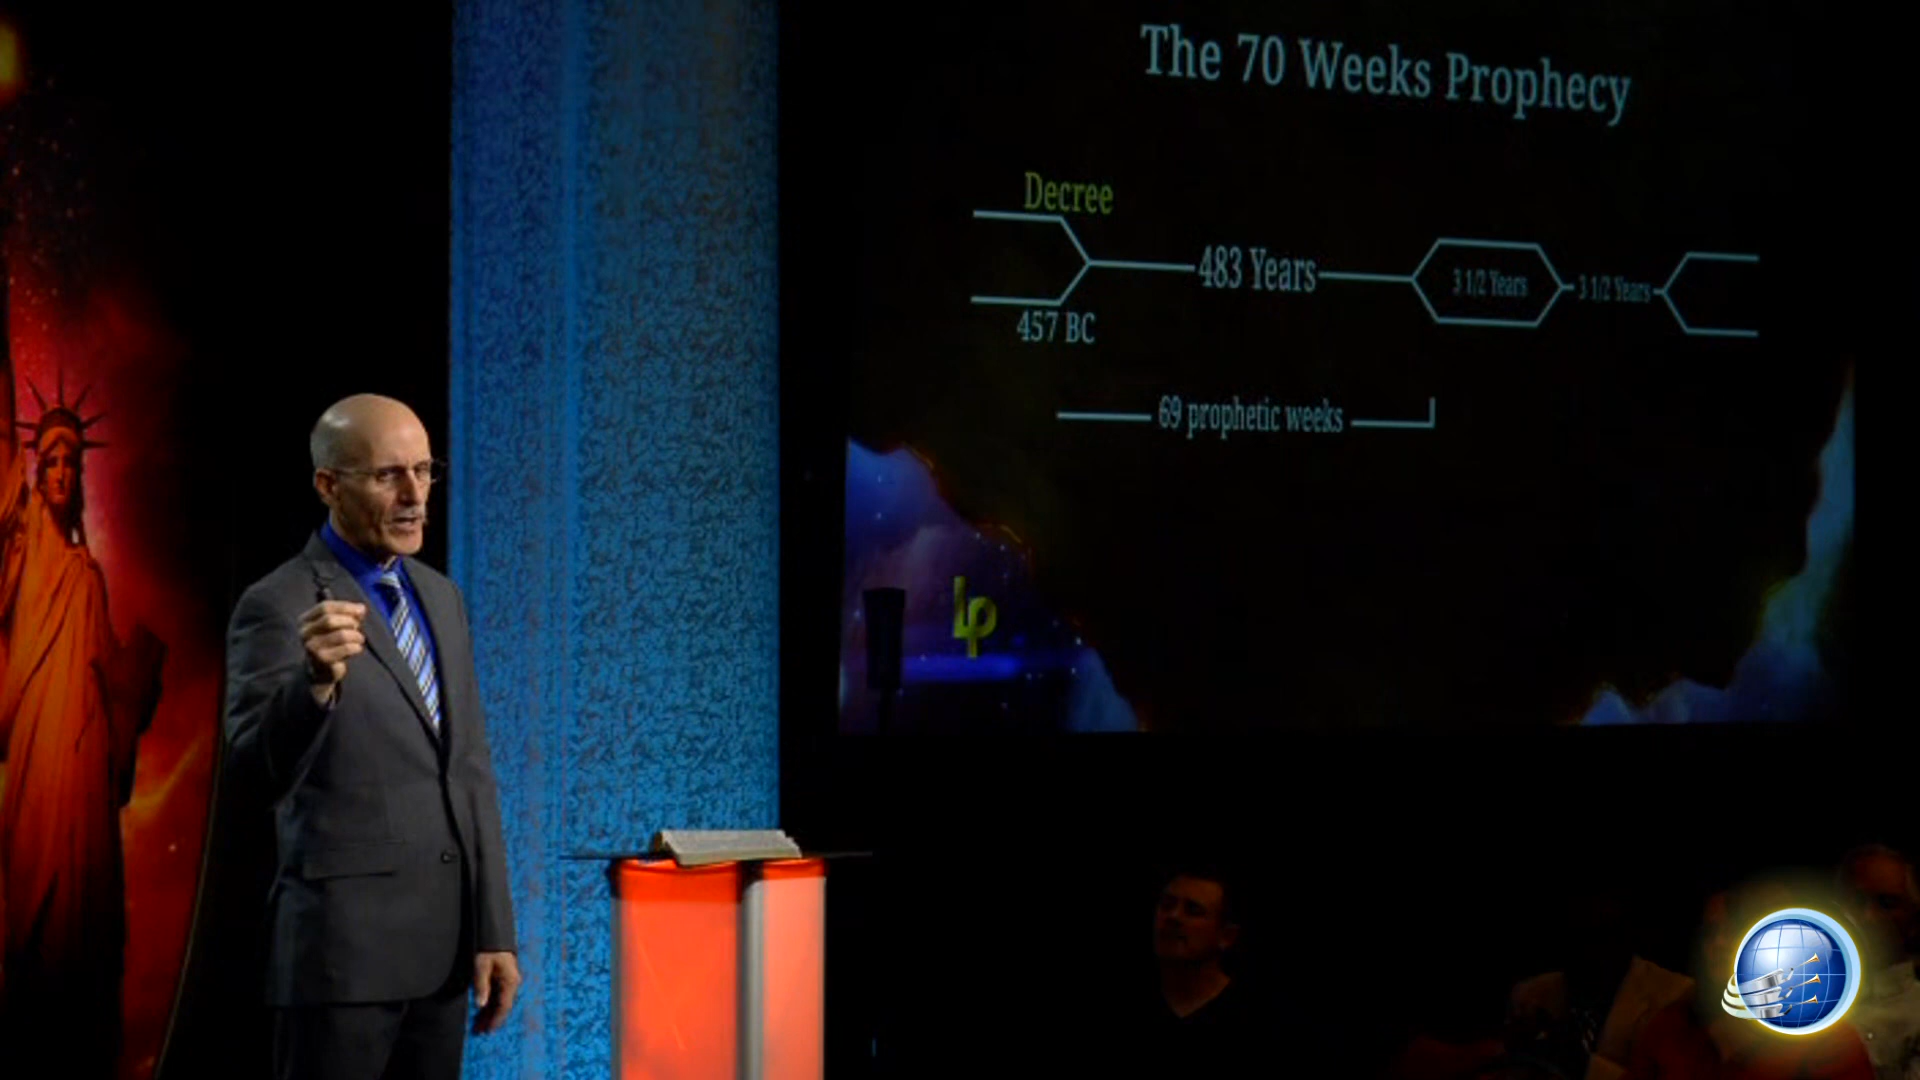 The 70 Weeks Prophecy
Decree
483 Years
3 1/2 Years
3 1/2 Years
457 BC
69 prophetic weeks
Lp